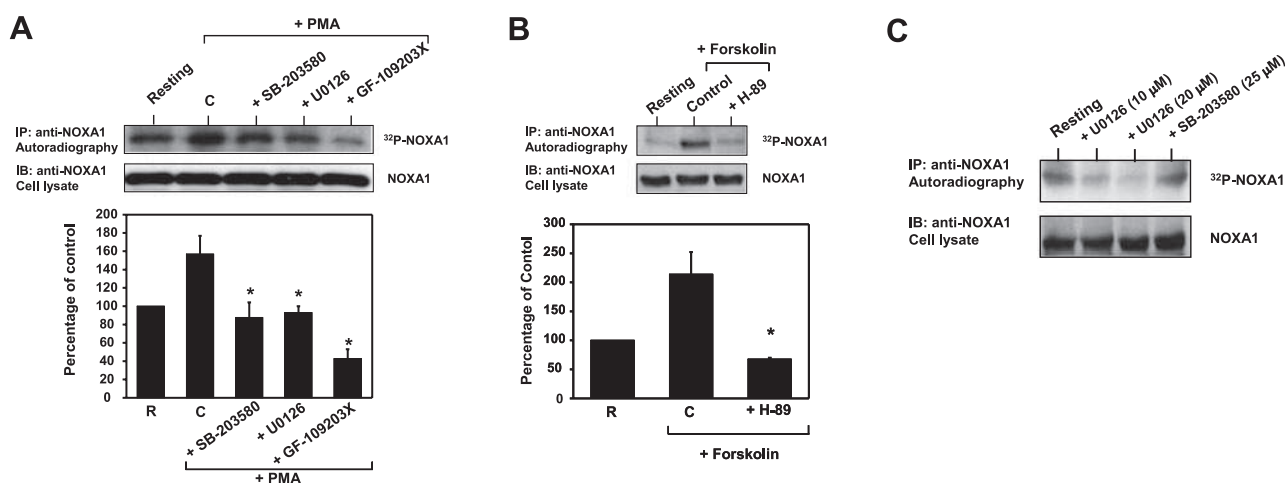 A
+ PMA
Resting
C
+ SB-203580
+ U0126
+ GF-109203X
IP: anti-NOXA1
Autoradiography
32P-NOXA1
IB: anti-NOXA1
Cell lysate
NOXA1
Percentage of control
200
180
160
140
120
100
80
60
40
20
0
*
*
*
R
C
+ SB-203580
+ U0126
+ GF-109203X
+ PMA
B
+ Forskolin
Resting
Control
+ H-89
IP: anti-NOXA1
Autoradiography
32P-NOXA1
IB: anti-NOXA1
Cell lysate
NOXA1
Percentage of Contol
300
250
200
150
100
50
0
*
R
C
+ H-89
+ Forskolin
C
Resting
+ U0126 (10 µM)
+ U0126 (20 µM)
+ SB-203580 (25 µM)
IP: anti-NOXA1
Autoradiography
32P-NOXA1
IB: anti-NOXA1
Cell lysate
NOXA1